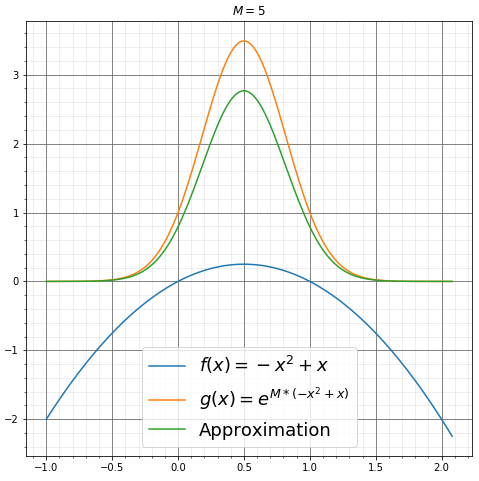 M = 5
3
2
1
0
−1
−2
−1.0 −0.5 0.0 0.5 1.0 1.5 2.0
f(x) = −x² + x
g(x) = e^{M*(−x²+x)}
Approximation